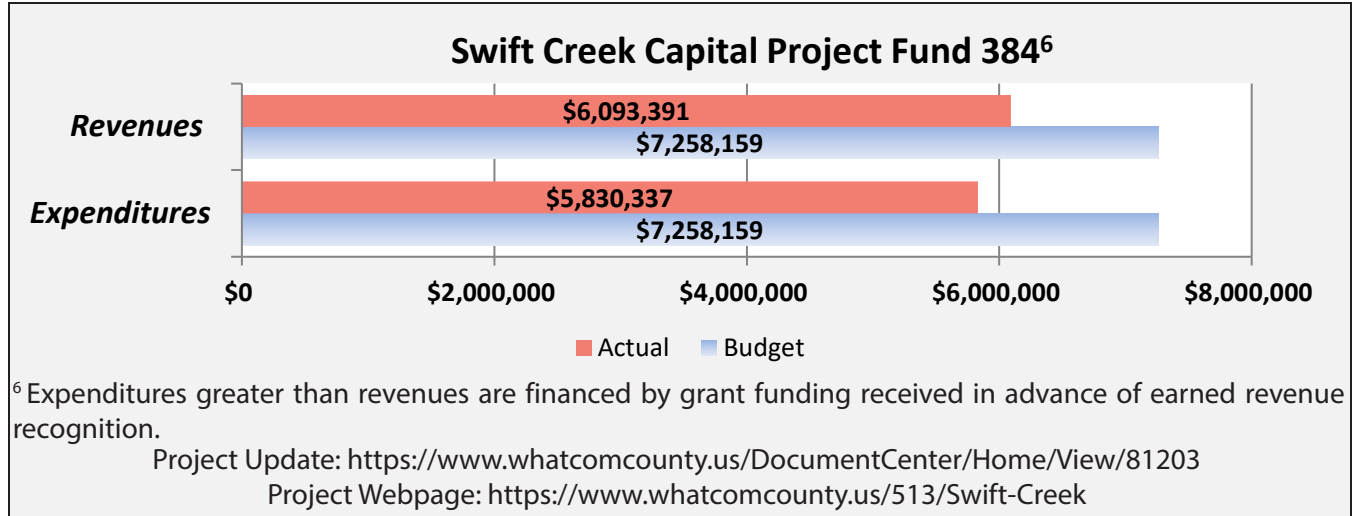 Swift Creek Capital Project Fund 384⁶
Revenues
$6,093,391
$7,258,159
Expenditures
$5,830,337
$7,258,159
$0 $2,000,000 $4,000,000 $6,000,000 $8,000,000
Actual Budget
⁶ Expenditures greater than revenues are financed by grant funding received in advance of earned revenue
recognition.
Project Update: https://www.whatcomcounty.us/DocumentCenter/Home/View/81203
Project Webpage: https://www.whatcomcounty.us/513/Swift-Creek